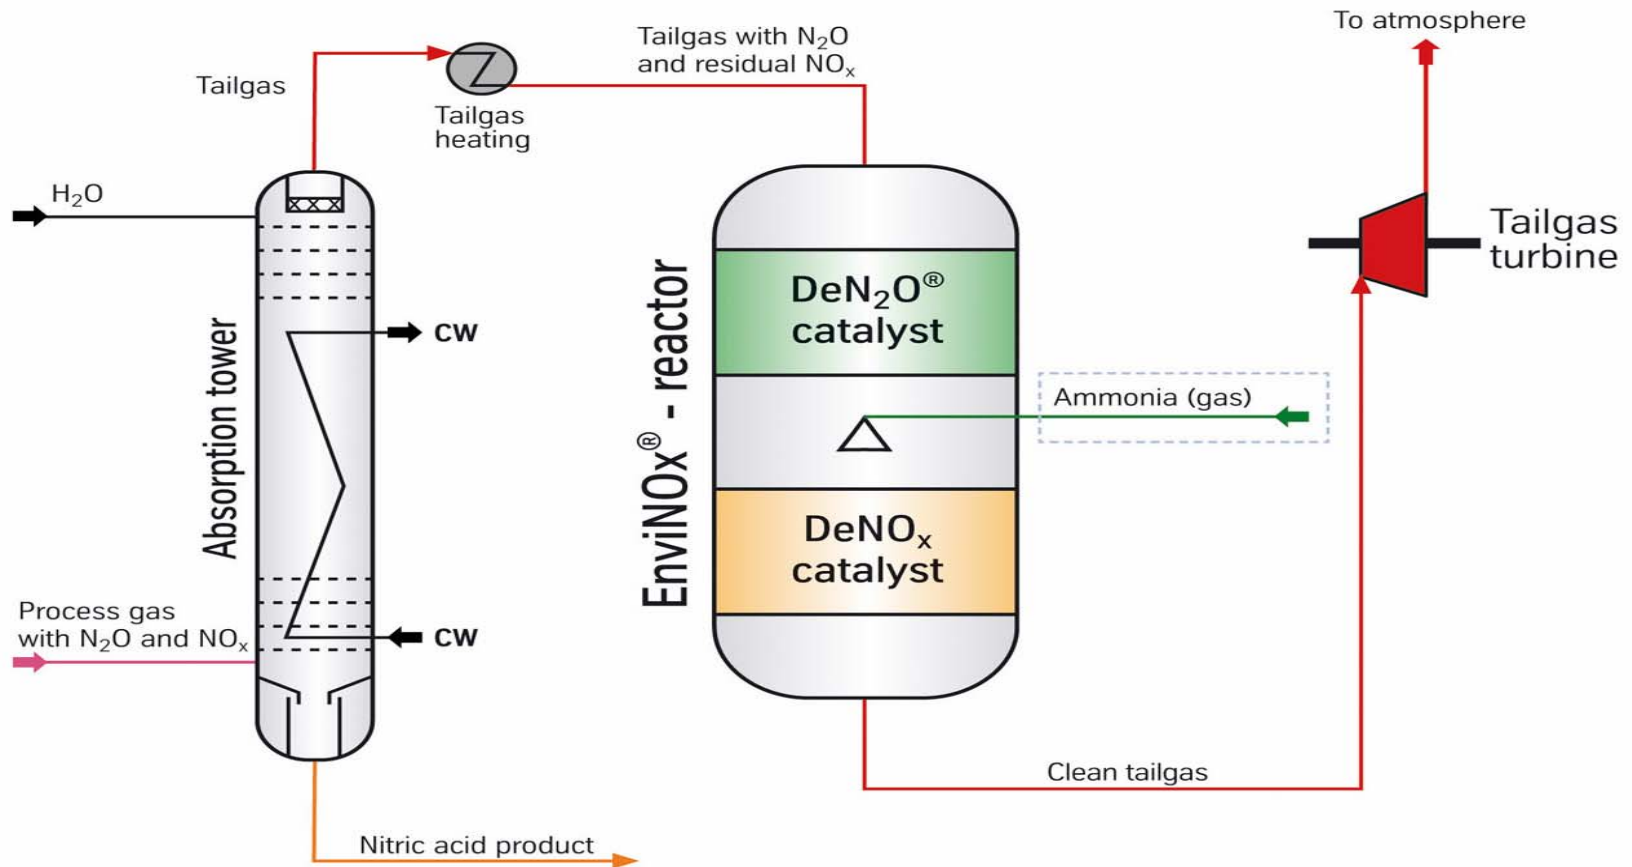 To atmosphere
Tailgas with N₂O
and residual NOₓ
Tailgas
Tailgas
heating
H₂O
Tailgas
turbine
DeN₂O®
catalyst
CW
Absorption tower
EnviNOx® - reactor
Ammonia (gas)
DeNOₓ
catalyst
Process gas
with N₂O and NOₓ
CW
Clean tailgas
Nitric acid product